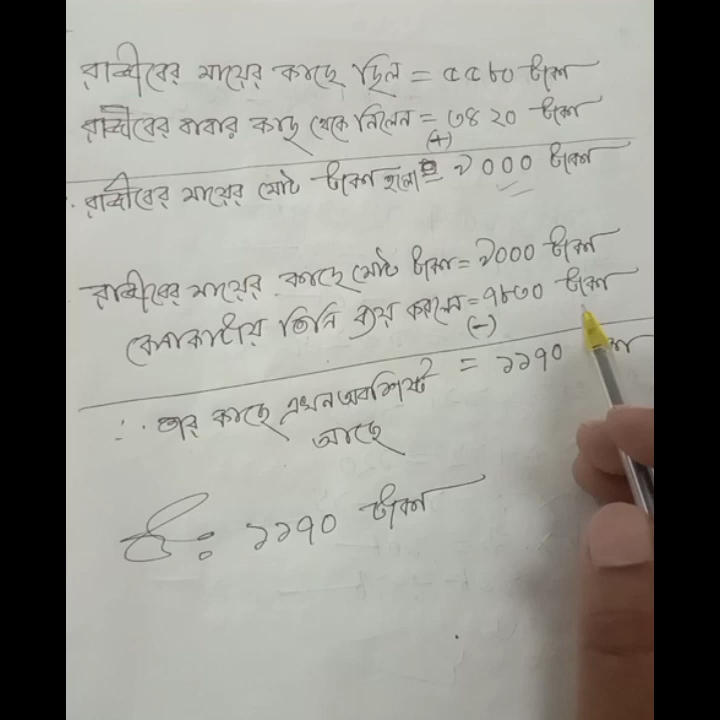 রাজীবের মায়ের কাছে ছিল = ৫৫৮০ টাকা
রাজীবের বাবার কাছ থেকে নিলেন = ৩৪২০ টাকা
(+)
∴ রাজীবের মায়ের মোট টাকা হলো = ৯০০০ টাকা
রাজীবের মায়ের কাছে মোট টাকা = ৯০০০ টাকা
কেনাকাটায় তিনি ব্যয় করলেন = ৭৮৩০ টাকা
(-)
∴ তার কাছে এখন অবশিষ্ট = ১১৭০
আছে
উ: ১১৭০ টাকা